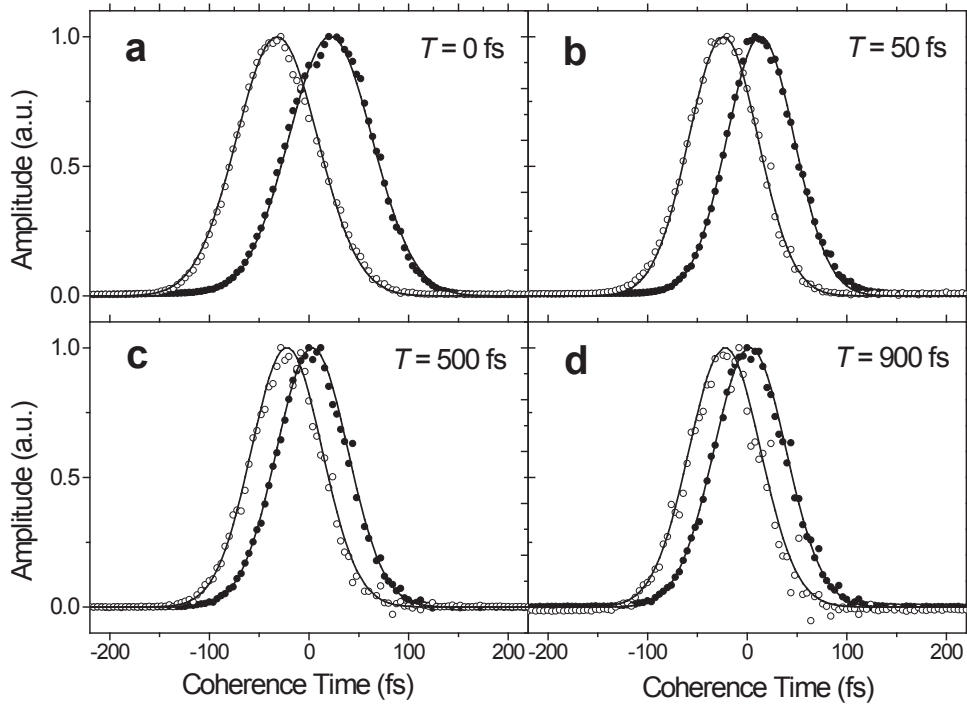 a
T = 0 fs
b
T = 50 fs
1.0
0.5
0.0
Amplitude (a.u.)
c
T = 500 fs
d
T = 900 fs
1.0
0.5
0.0
Amplitude (a.u.)
-200 -100 0 100 200
-200 -100 0 100 200
Coherence Time (fs)
Coherence Time (fs)